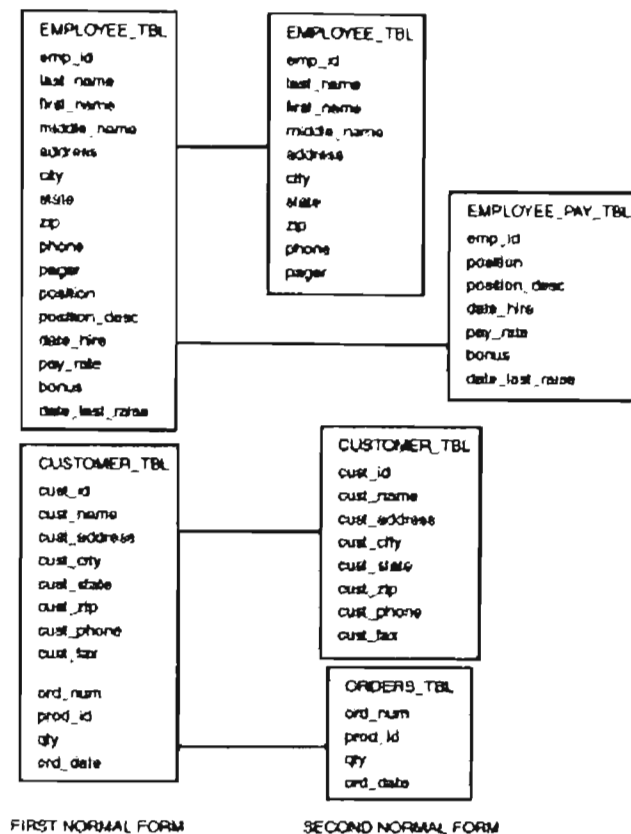 EMPLOYEE_TBL
emp_id
last_name
first_name
middle_name
address
city
state
zip
phone
pager
position
position_desc
date_hire
pay_rate
bonus
date_last_raise
EMPLOYEE_TBL
emp_id
last_name
first_name
middle_name
address
city
state
zip
phone
pager
EMPLOYEE_PAY_TBL
emp_id
position
position_desc
date_hire
pay_rate
bonus
date_last_raise
CUSTOMER_TBL
cust_id
cust_name
cust_address
cust_city
cust_state
cust_zip
cust_phone
cust_fax
ord_num
prod_id
qty
ord_date
CUSTOMER_TBL
cust_id
cust_name
cust_address
cust_city
cust_state
cust_zip
cust_phone
cust_fax
ORDERS_TBL
ord_num
prod_id
qty
ord_date
FIRST NORMAL FORM
SECOND NORMAL FORM